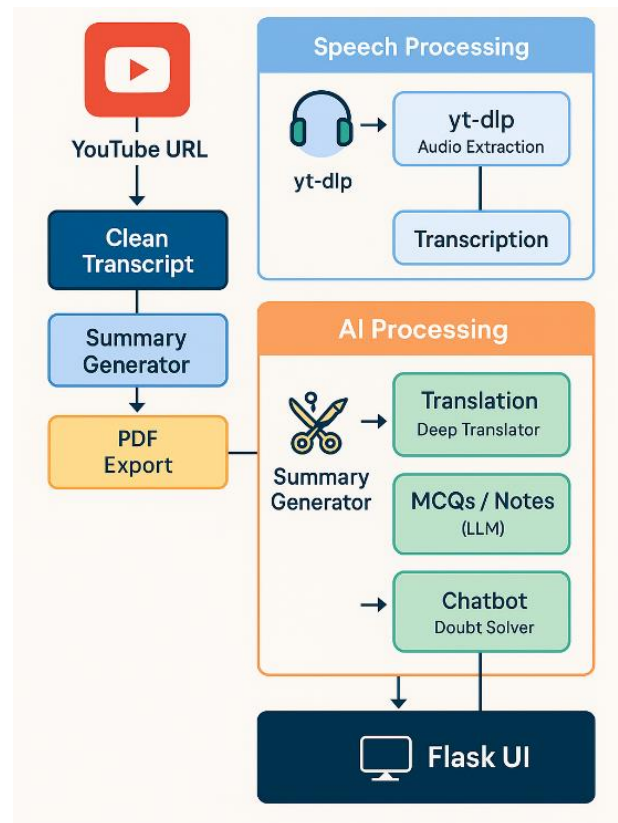 YouTube URL
Clean
Transcript
Summary
Generator
PDF
Export
Speech Processing
yt-dlp
yt-dlp
Audio Extraction
Transcription
AI Processing
Summary
Generator
Translation
Deep Translator
MCQs / Notes
(LLM)
Chatbot
Doubt Solver
Flask UI